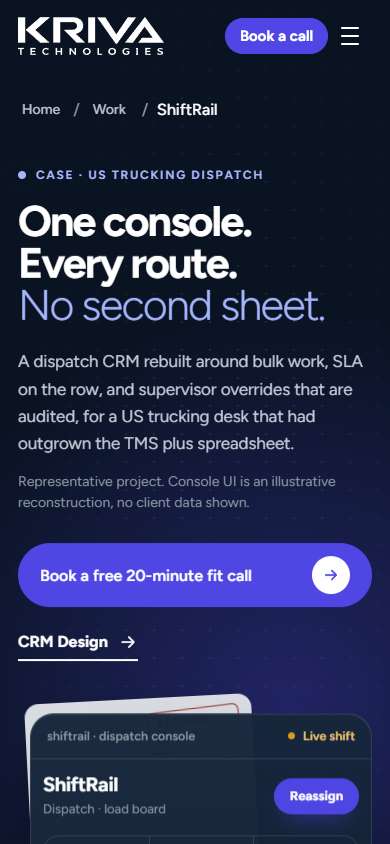 KRIVA
TECHNOLOGIES
Book a call
Home / Work / ShiftRail
CASE · US TRUCKING DISPATCH
One console.
Every route.
No second sheet.
A dispatch CRM rebuilt around bulk work, SLA
on the row, and supervisor overrides that are
audited, for a US trucking desk that had
outgrown the TMS plus spreadsheet.
Representative project. Console UI is an illustrative
reconstruction, no client data shown.
Book a free 20-minute fit call
CRM Design
shiftrail · dispatch console
Live shift
ShiftRail
Dispatch · load board
Reassign